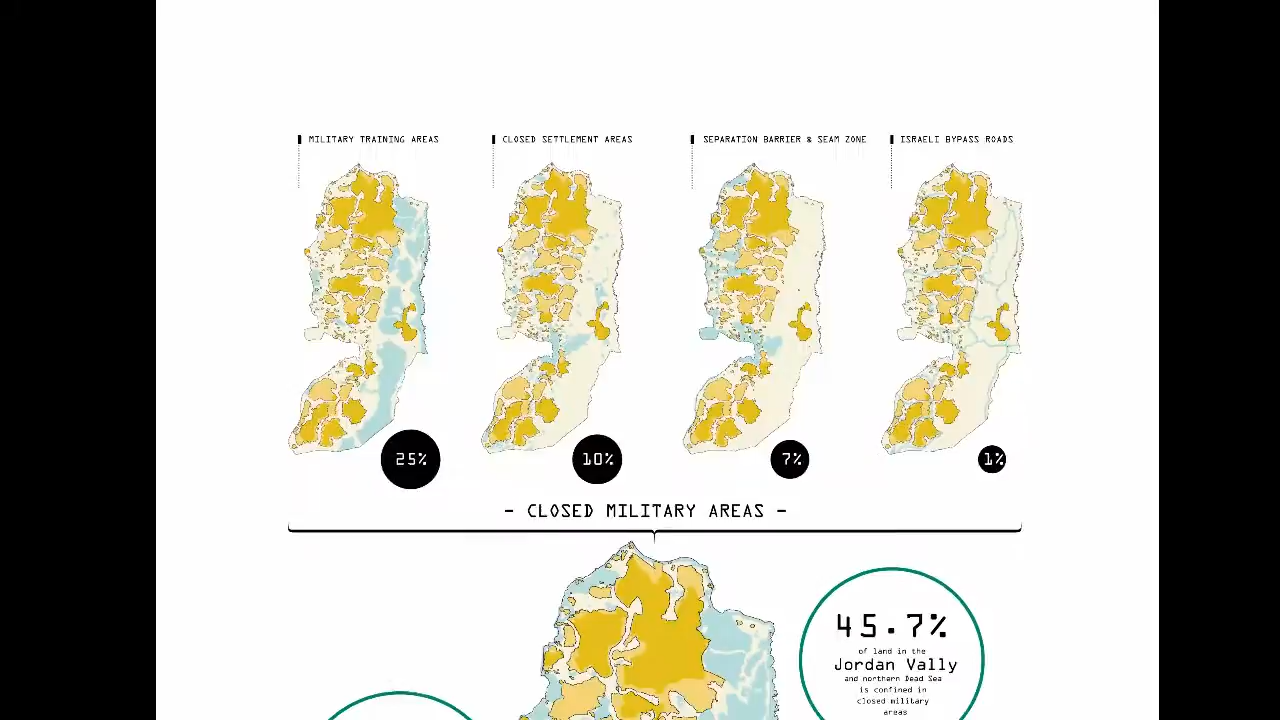 MILITARY TRAINING AREAS
CLOSED SETTLEMENT AREAS
SEPARATION BARRIER & SEAM ZONE
ISRAELI BYPASS ROADS
25%
10%
7%
1%
- CLOSED MILITARY AREAS -
45.7%
of land in the
Jordan Vally
and northern Dead Sea
is confined in
closed military
areas